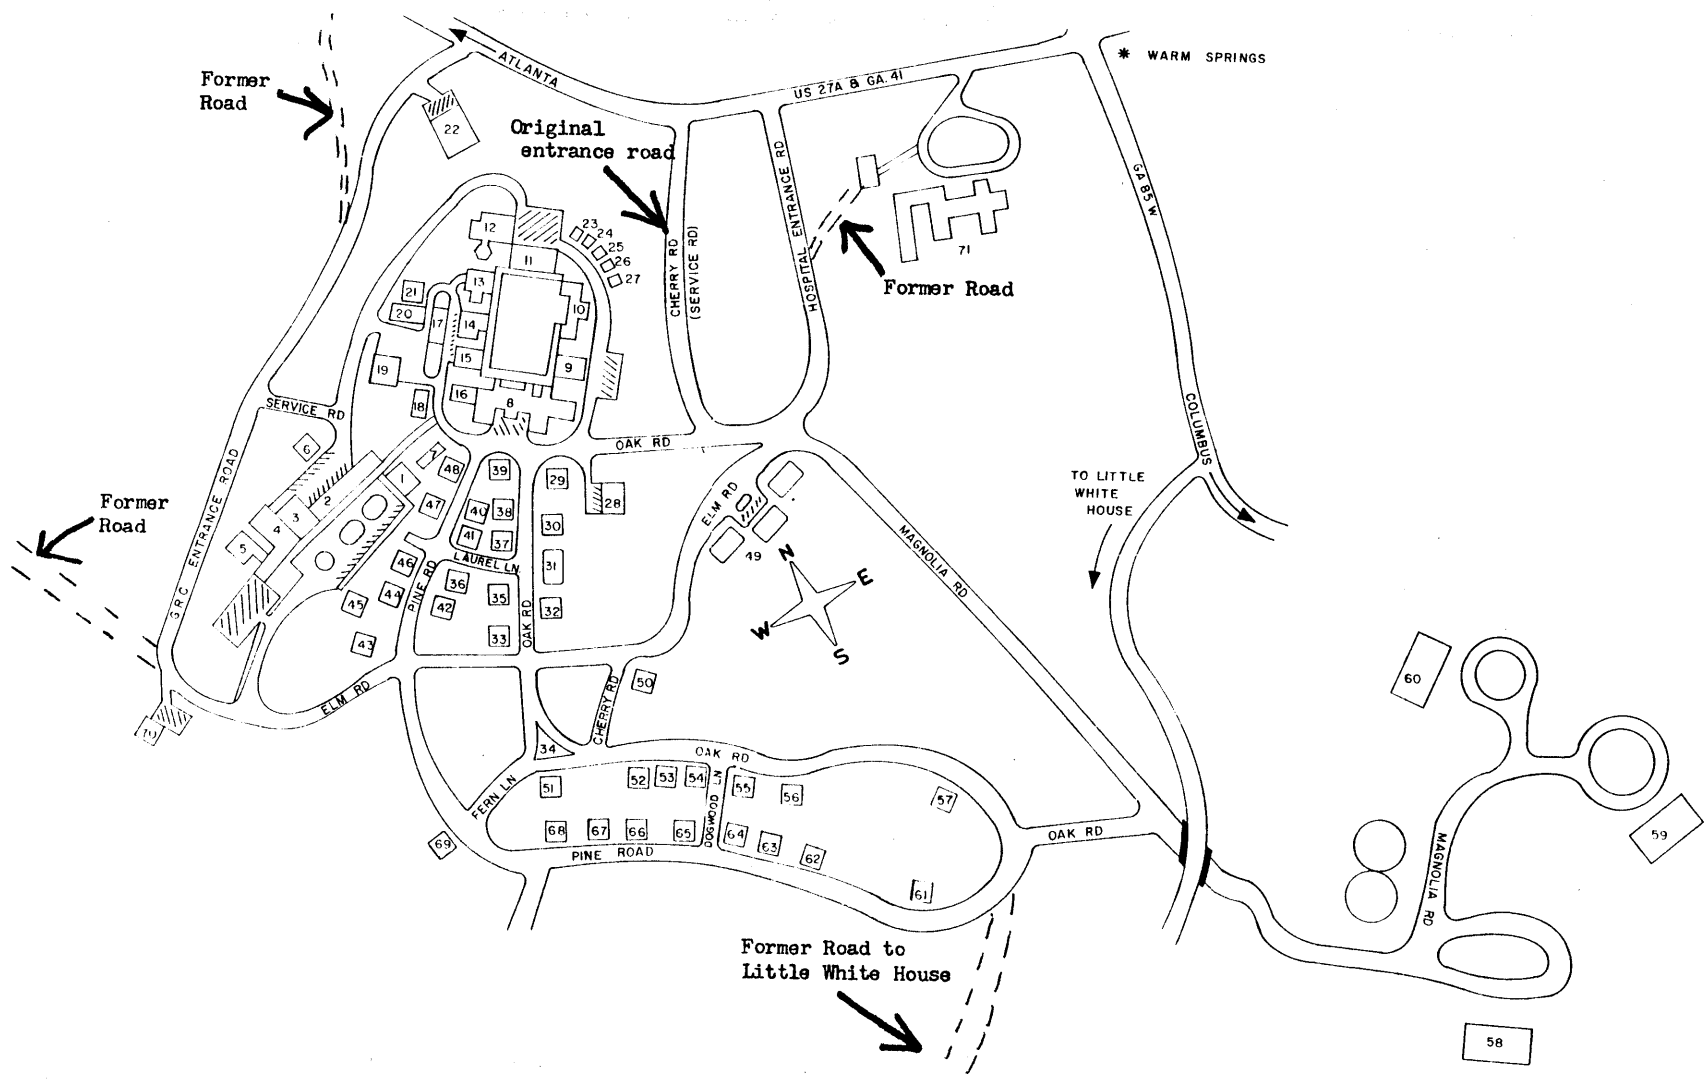 ATLANTA
US 27A & GA. 41
* WARM SPRINGS
Former
Road
22
Original
entrance road
HOSPITAL ENTRANCE RD
GA 85 W
CHERRY RD
(SERVICE RD)
71
Former Road
12
11
23
24
25
26
27
13
10
21
20
17
14
15
9
19
16
8
18
SERVICE RD
OAK RD
COLUMBUS
6
7
48
39
29
1
2
28
ELM RD
TO LITTLE
WHITE
HOUSE
Former
Road
GRC ENTRANCE ROAD
47
40
38
3
4
5
30
41
37
49
MAGNOLIA RD
LAUREL LN
31
46
PINE RD
36
35
44
45
42
32
OAK RD
33
43
N
E
W
S
50
ELM RD
CHERRY RD
70
34
60
OAK RD
FERN LN
51
52
53
54
DOGWOOD LN
55
56
57
68
67
66
65
64
63
62
61
69
PINE ROAD
OAK RD
59
MAGNOLIA RD
Former Road to
Little White House
58